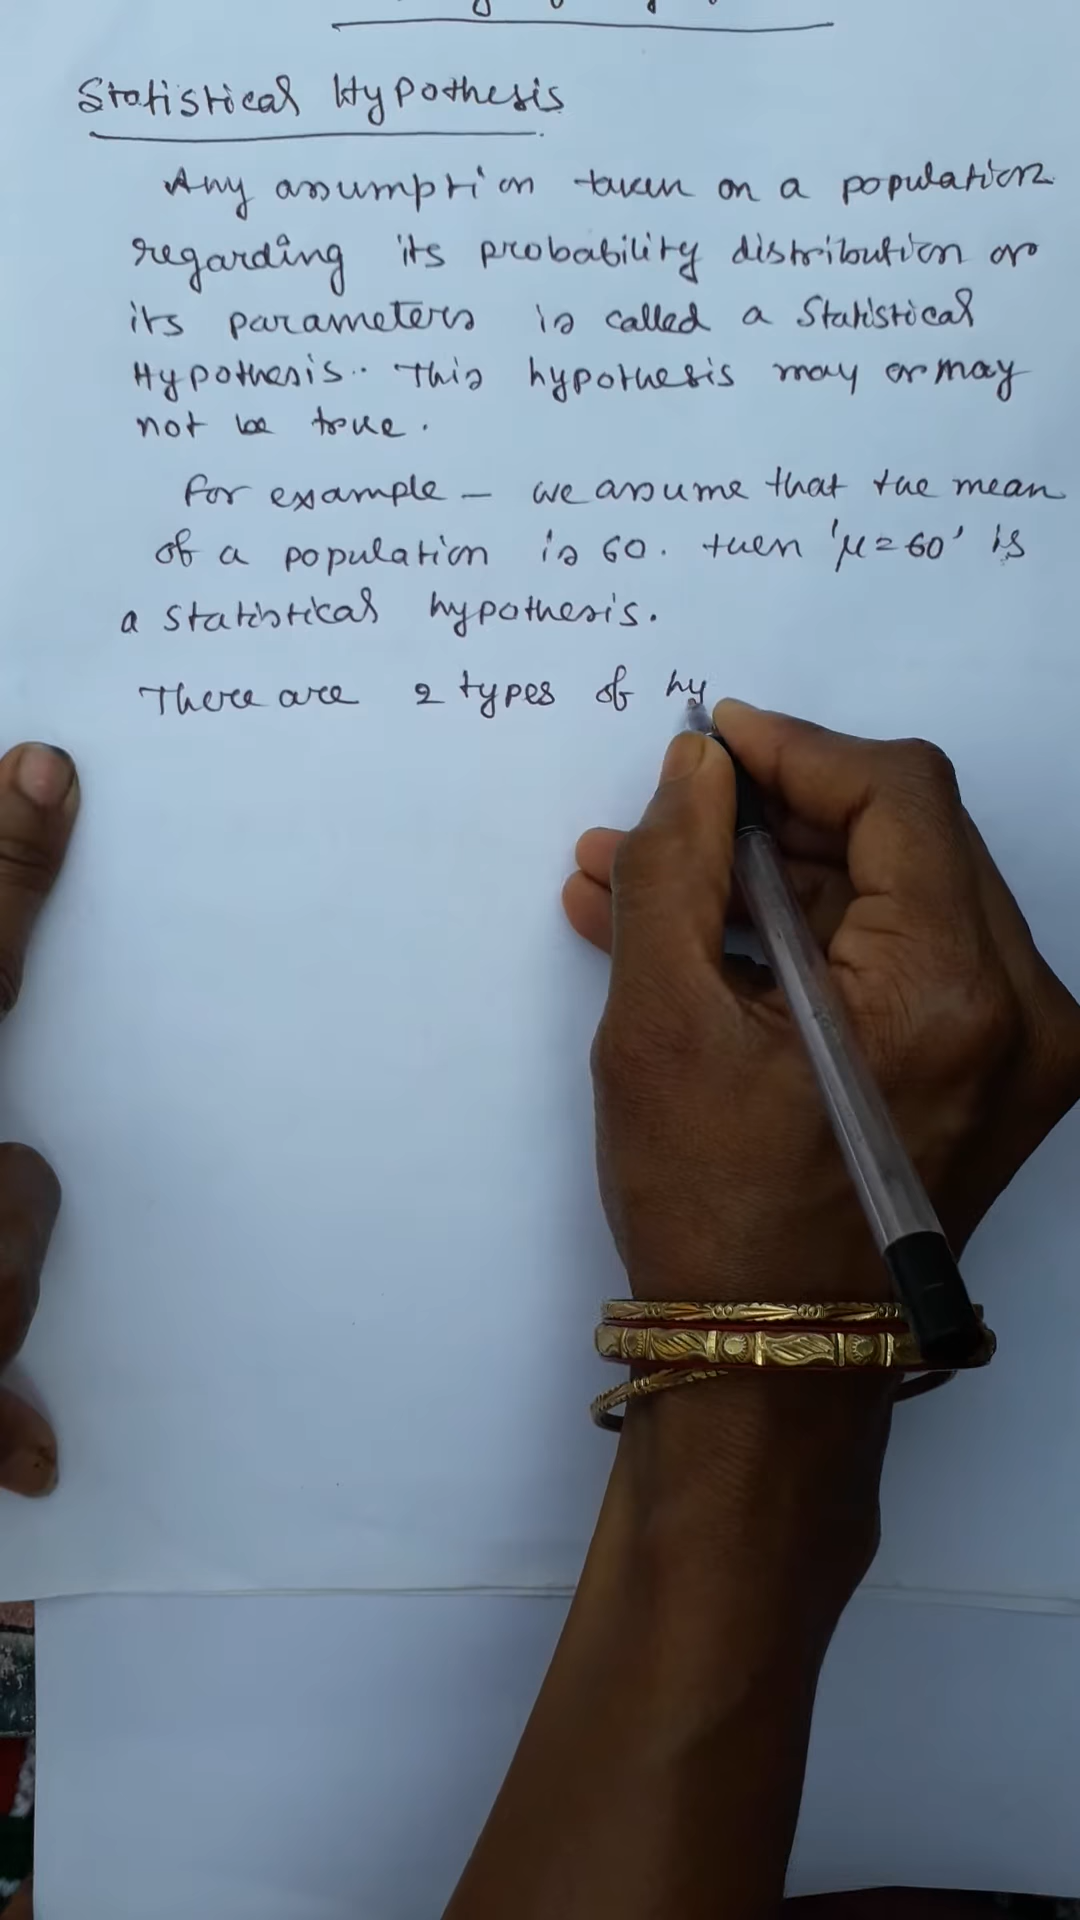 Statistical Hypothesis
Any assumption taken on a population
regarding its probability distribution or
its parameters is called a Statistical
Hypothesis. This hypothesis may or may
not be true.
For example - we assume that the mean
of a population is 60. then 'μ = 60' is
a statistical hypothesis.
There are 2 types of hy